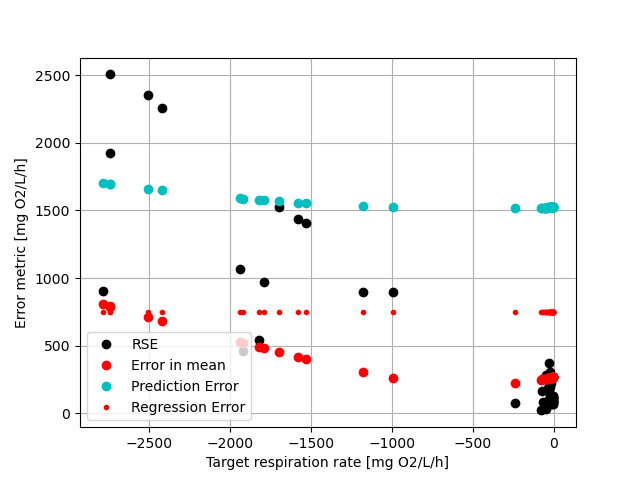 2500
2000
1500
1000
500
0
Error metric [mg O2/L/h]
RSE
Error in mean
Prediction Error
Regression Error
−2500 −2000 −1500 −1000 −500 0
Target respiration rate [mg O2/L/h]